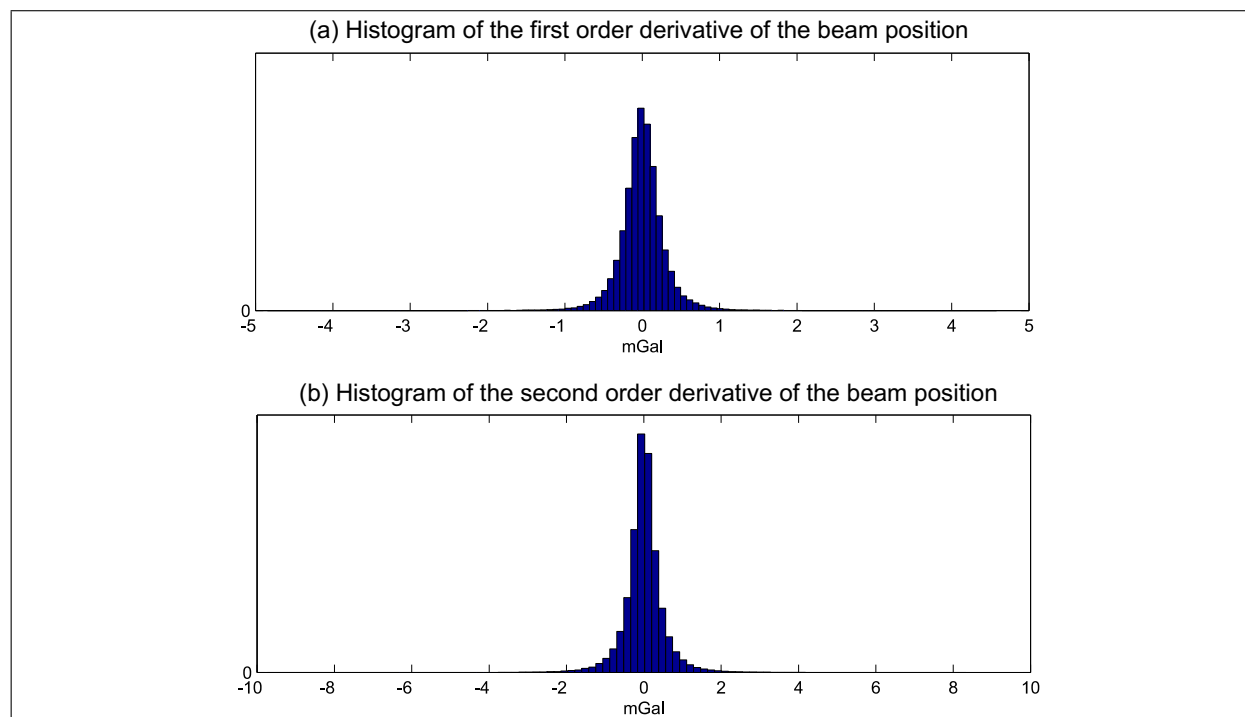 (a) Histogram of the first order derivative of the beam position
0
-5 -4 -3 -2 -1 0 1 2 3 4 5
mGal
(b) Histogram of the second order derivative of the beam position
0
-10 -8 -6 -4 -2 0 2 4 6 8 10
mGal